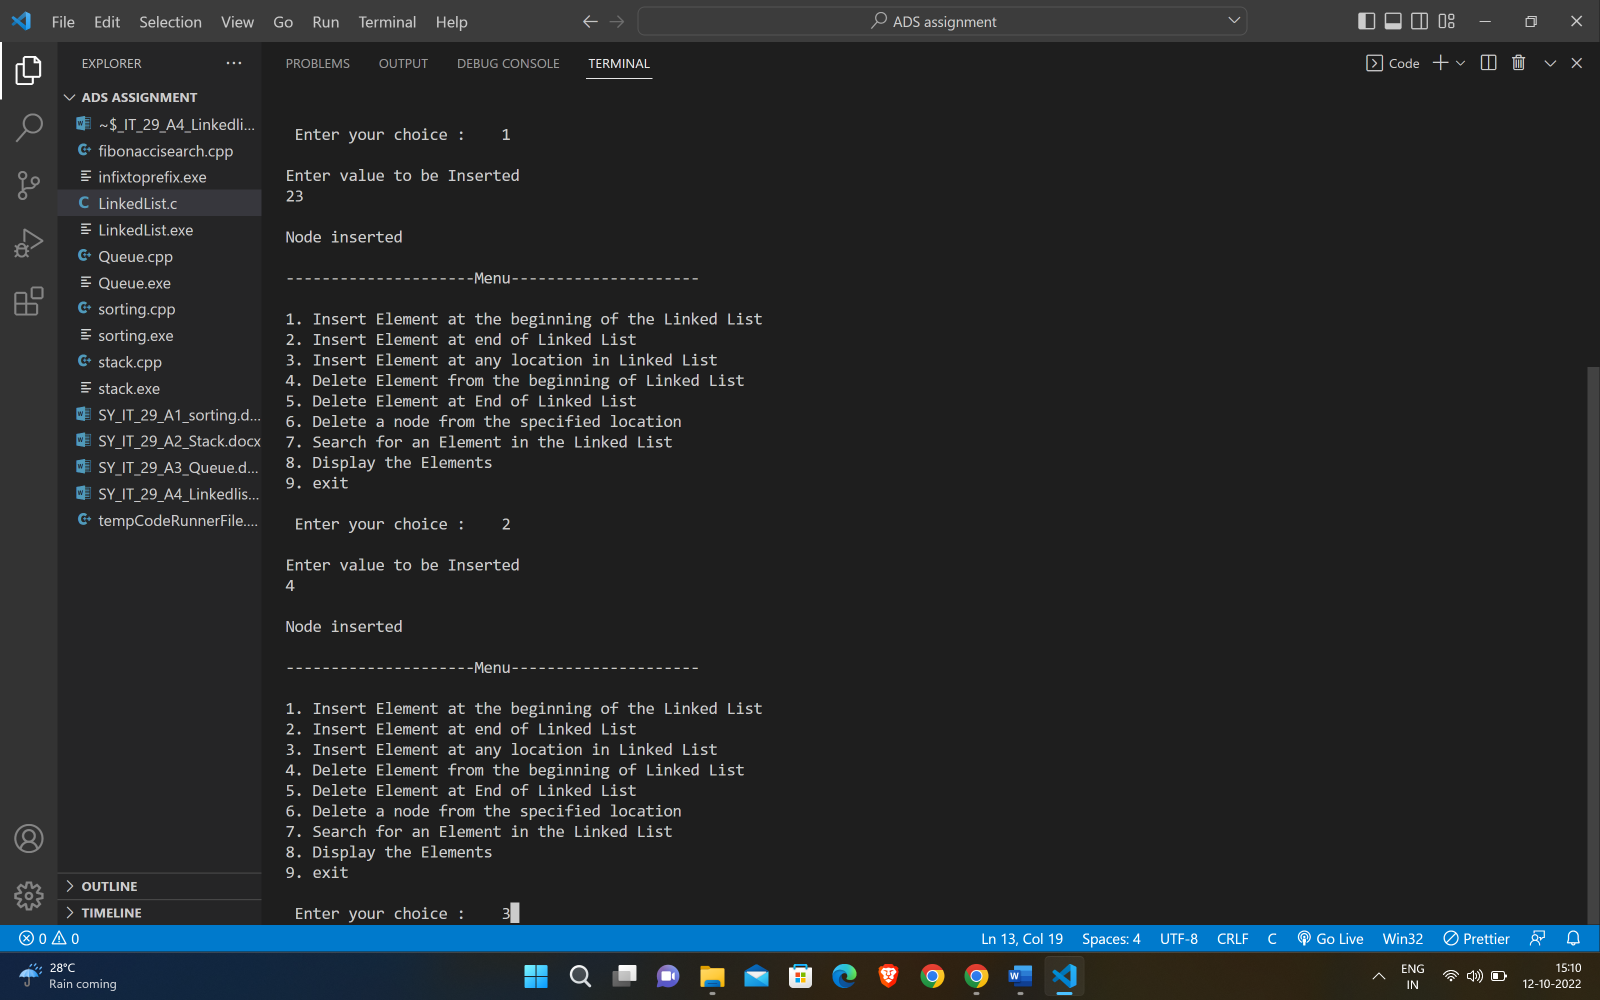 File Edit Selection View Go Run Terminal Help
ADS assignment
EXPLORER
PROBLEMS OUTPUT DEBUG CONSOLE TERMINAL
Code
ADS ASSIGNMENT
~$_IT_29_A4_Linkedli...
fibonaccisearch.cpp
infixtoprefix.exe
LinkedList.c
LinkedList.exe
Queue.cpp
Queue.exe
sorting.cpp
sorting.exe
stack.cpp
stack.exe
SY_IT_29_A1_sorting.d...
SY_IT_29_A2_Stack.docx
SY_IT_29_A3_Queue.d...
SY_IT_29_A4_Linkedlis...
tempCodeRunnerFile....
OUTLINE
TIMELINE
Enter your choice : 1
Enter value to be Inserted
23
Node inserted
---------------------Menu---------------------
1. Insert Element at the beginning of the Linked List
2. Insert Element at end of Linked List
3. Insert Element at any location in Linked List
4. Delete Element from the beginning of Linked List
5. Delete Element at End of Linked List
6. Delete a node from the specified location
7. Search for an Element in the Linked List
8. Display the Elements
9. exit
Enter your choice : 2
Enter value to be Inserted
4
Node inserted
---------------------Menu---------------------
1. Insert Element at the beginning of the Linked List
2. Insert Element at end of Linked List
3. Insert Element at any location in Linked List
4. Delete Element from the beginning of Linked List
5. Delete Element at End of Linked List
6. Delete a node from the specified location
7. Search for an Element in the Linked List
8. Display the Elements
9. exit
Enter your choice : 3
0 0
Ln 13, Col 19 Spaces: 4 UTF-8 CRLF C Go Live Win32 Prettier
28°C
Rain coming
ENG
IN
15:10
12-10-2022